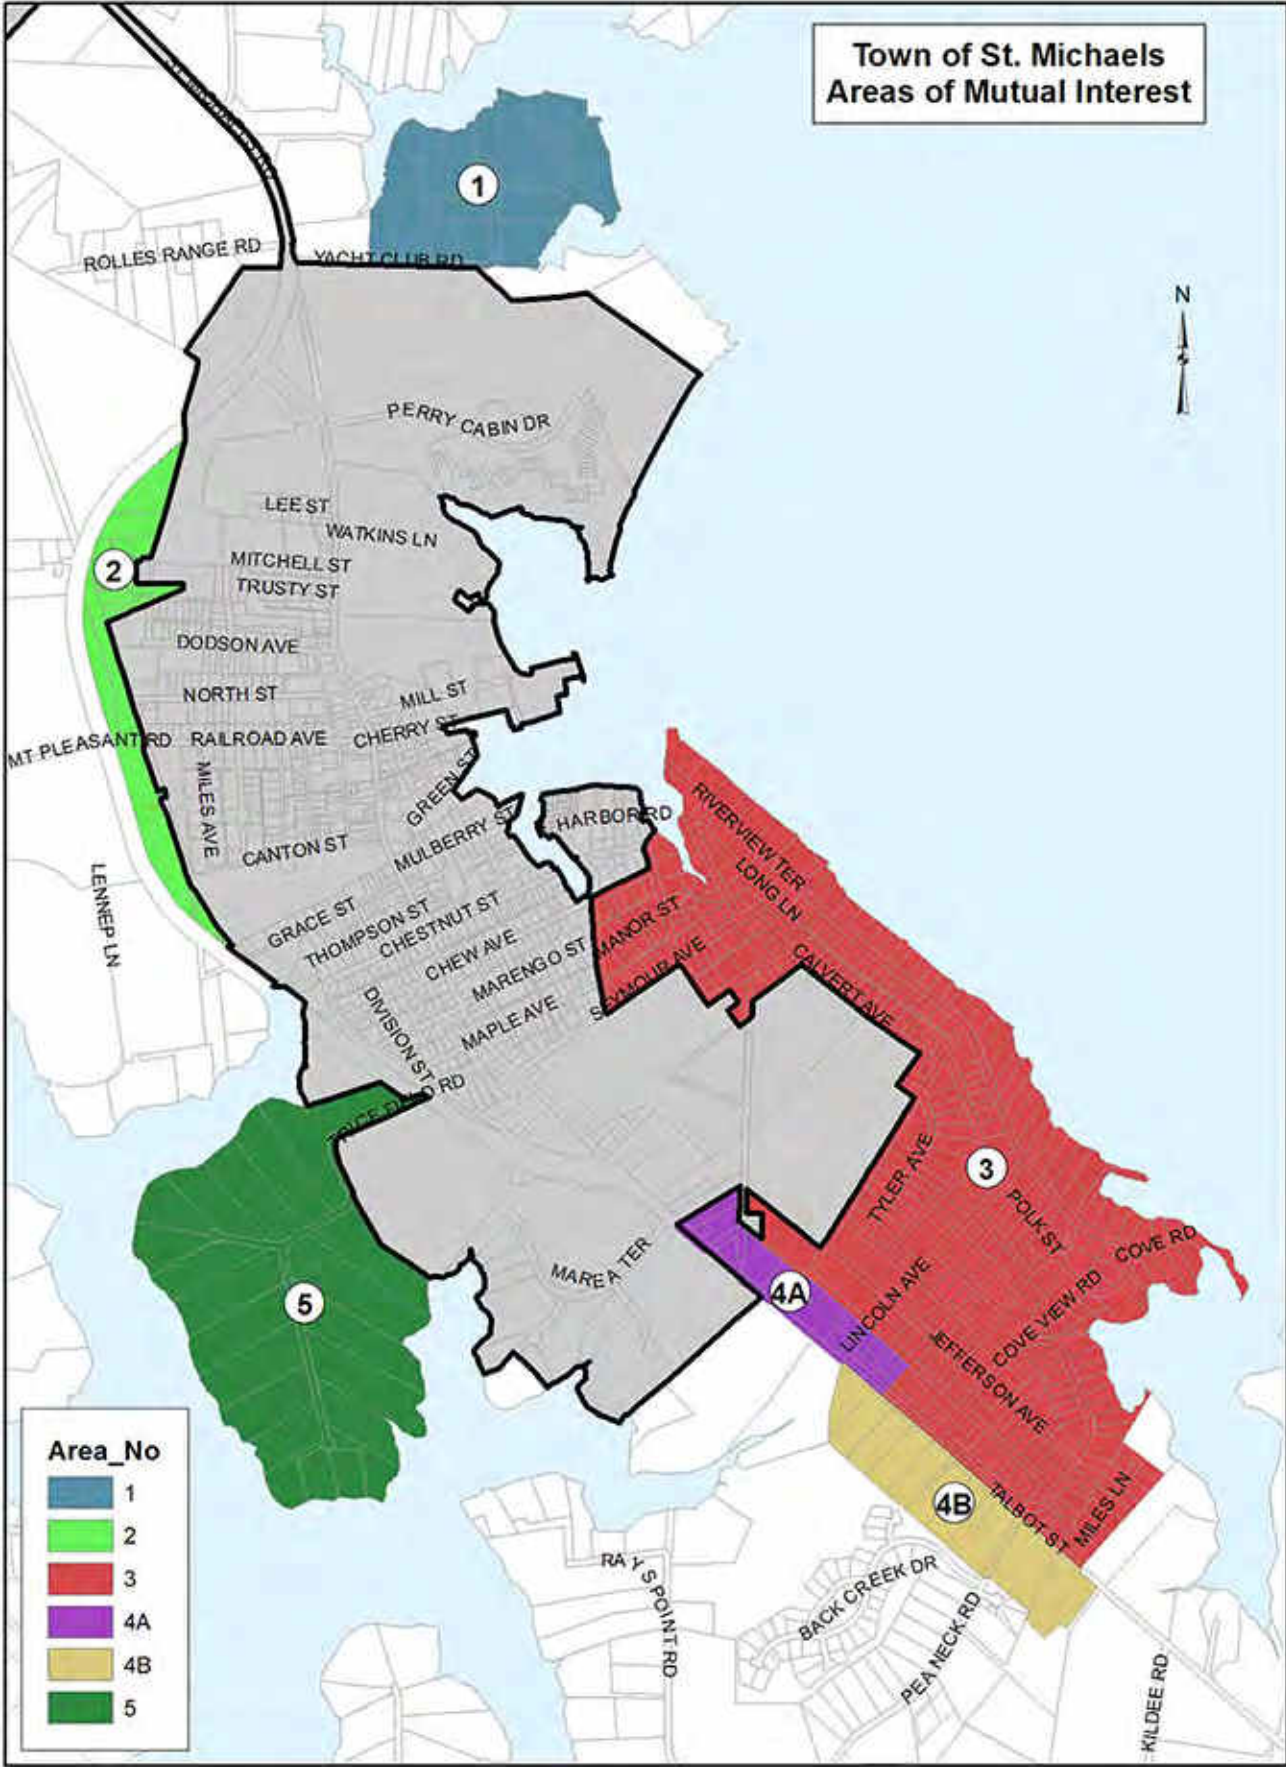 Town of St. Michaels
Areas of Mutual Interest
1
ROLLES RANGE RD
YACHT CLUB RD
N
PERRY CABIN DR
LEE ST
WATKINS LN
2
MITCHELL ST
TRUSTY ST
DODSON AVE
NORTH ST
MILL ST
MT PLEASANT RD
RAILROAD AVE
CHERRY ST
MILES AVE
GREEN ST
HARBOR RD
RIVERVIEW TER
CANTON ST
MULBERRY ST
LONG LN
LENNEP LN
GRACE ST
THOMPSON ST
CHESTNUT ST
MANOR ST
CHEW AVE
MARENGO ST
SEYMOUR AVE
CALVERT AVE
DIVISION ST
MAPLE AVE
RD
TYLER AVE
3
POLK ST
COVE RD
MAREA TER
5
4A
LINCOLN AVE
COVE VIEW RD
JEFFERSON AVE
4B
TALBOT ST
MILES LN
RAYS POINT RD
BACK CREEK DR
PEA NECK RD
KILDEE RD
Area_No
1
2
3
4A
4B
5